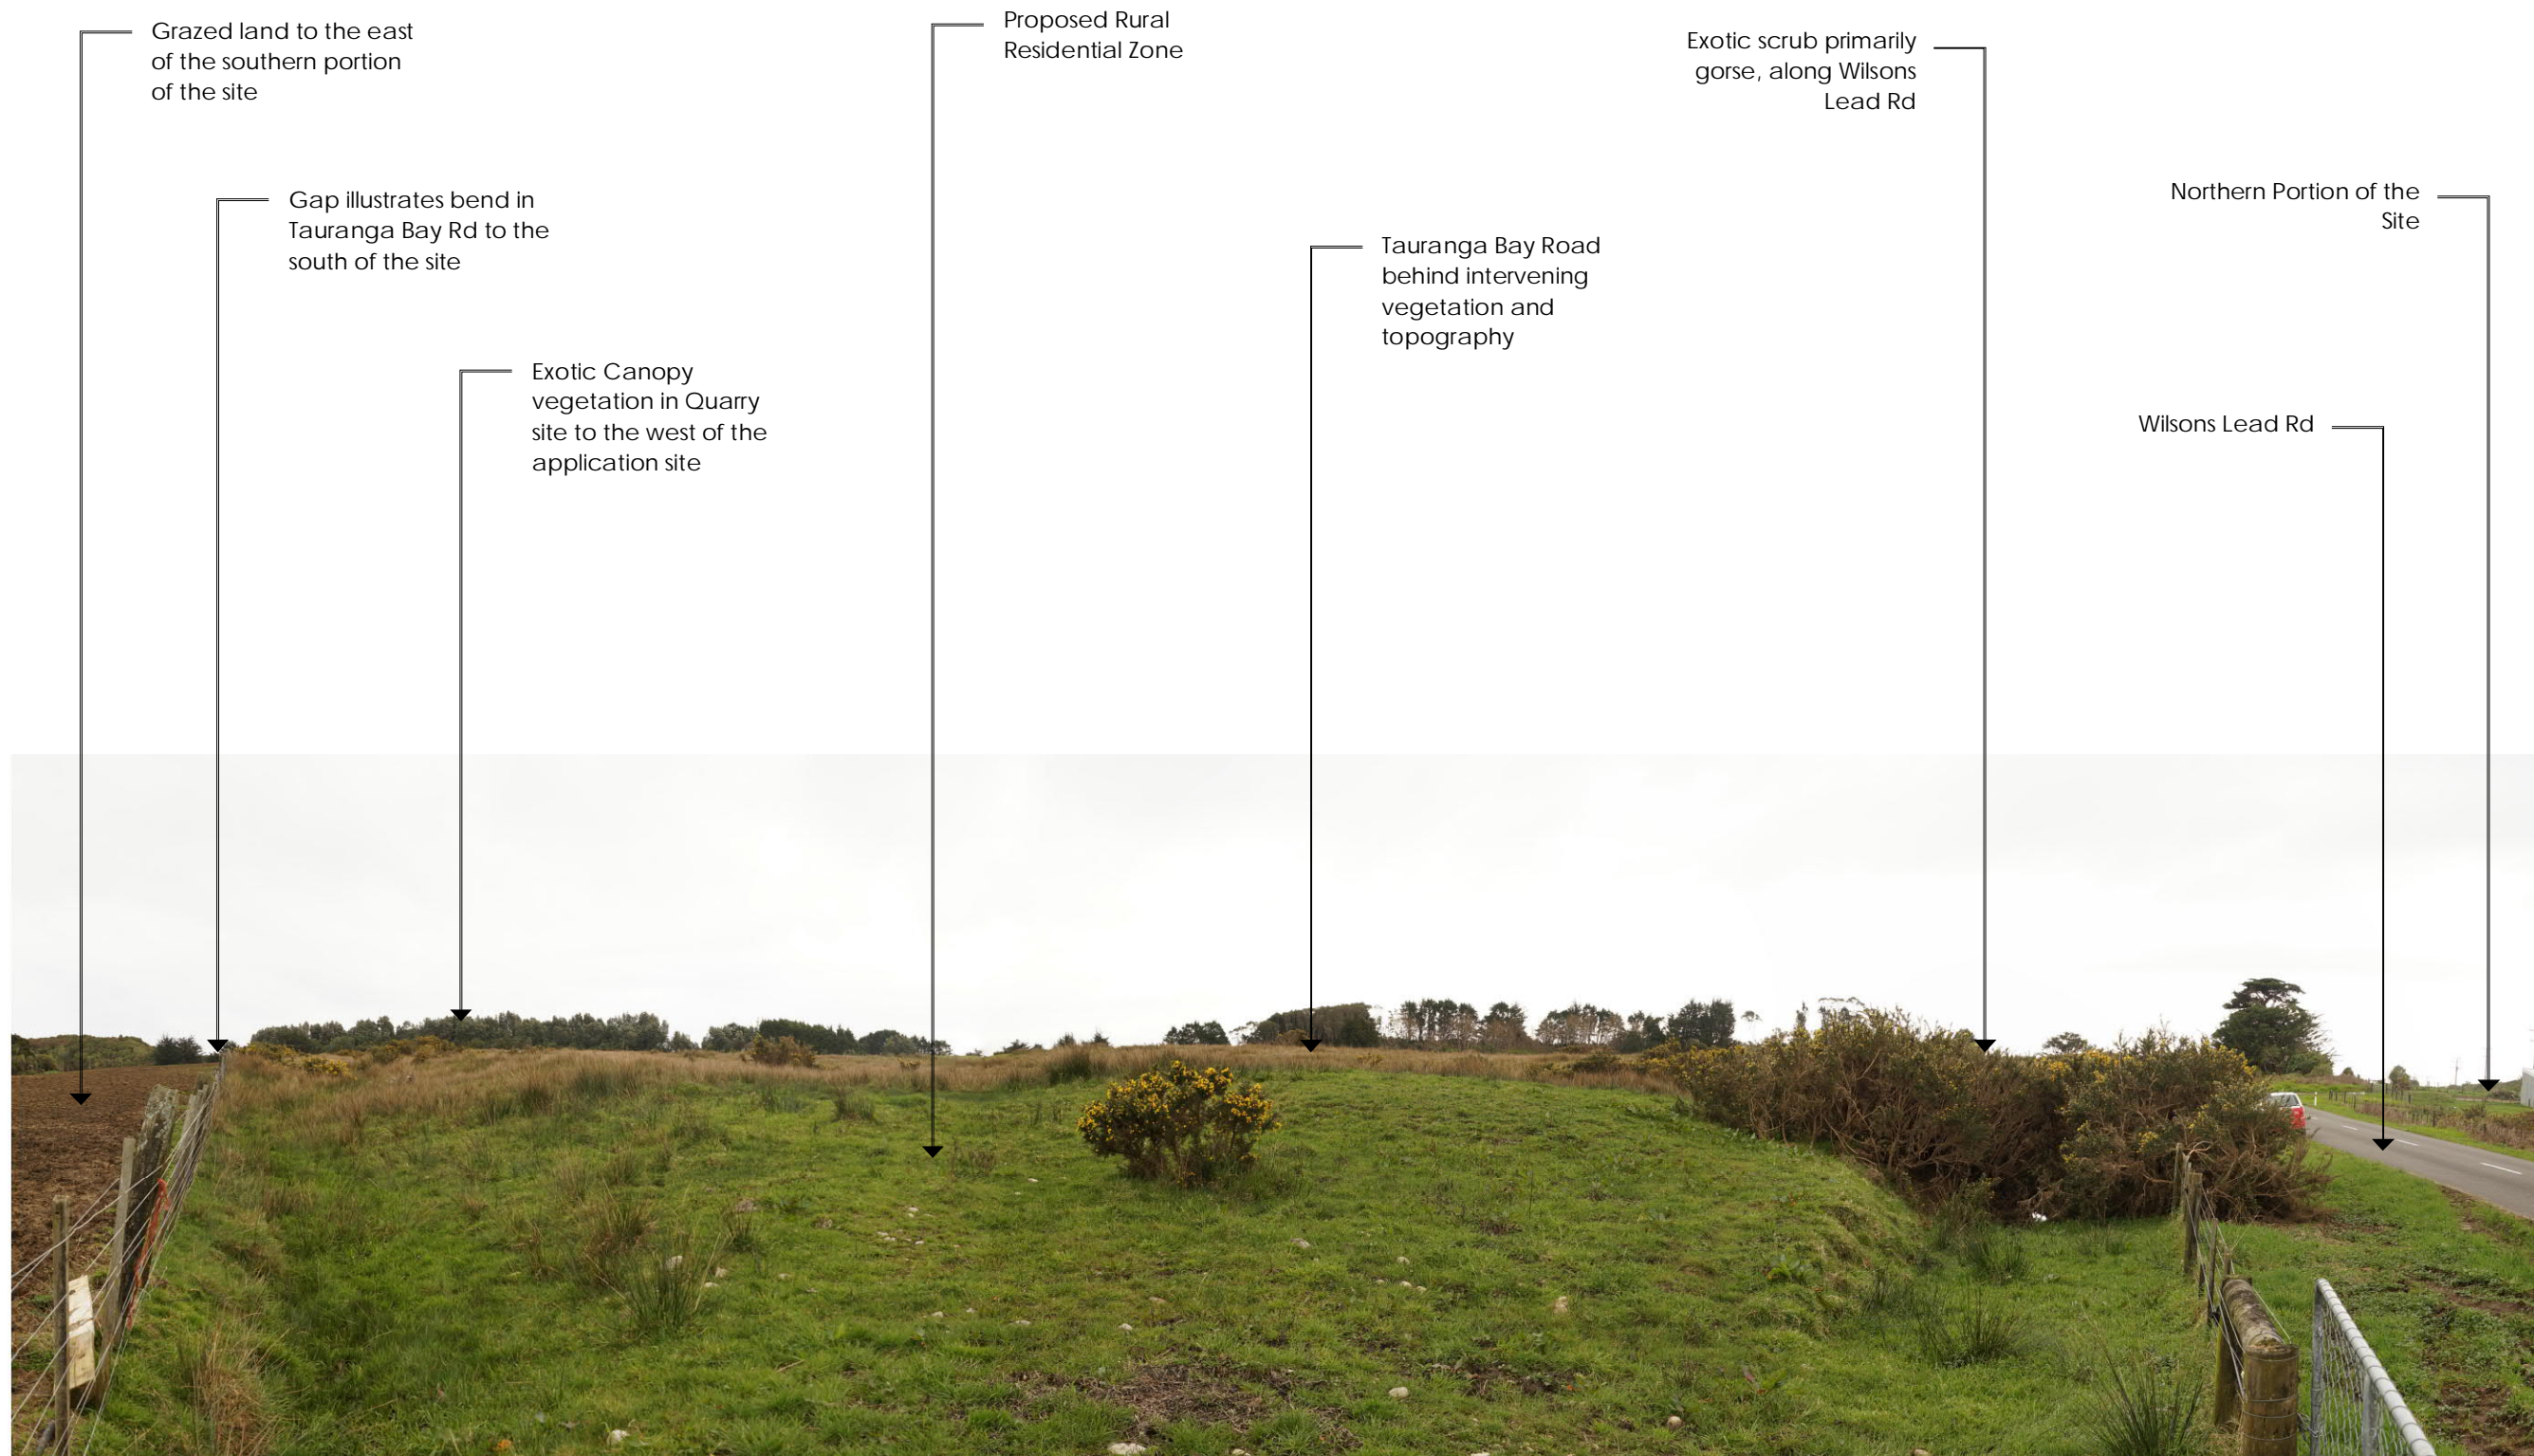 Grazed land to the east
of the southern portion
of the site
Gap illustrates bend in
Tauranga Bay Rd to the
south of the site
Exotic Canopy
vegetation in Quarry
site to the west of the
application site
Proposed Rural
Residential Zone
Tauranga Bay Road
behind intervening
vegetation and
topography
Exotic scrub primarily
gorse, along Wilsons
Lead Rd
Northern Portion of the
Site
Wilsons Lead Rd